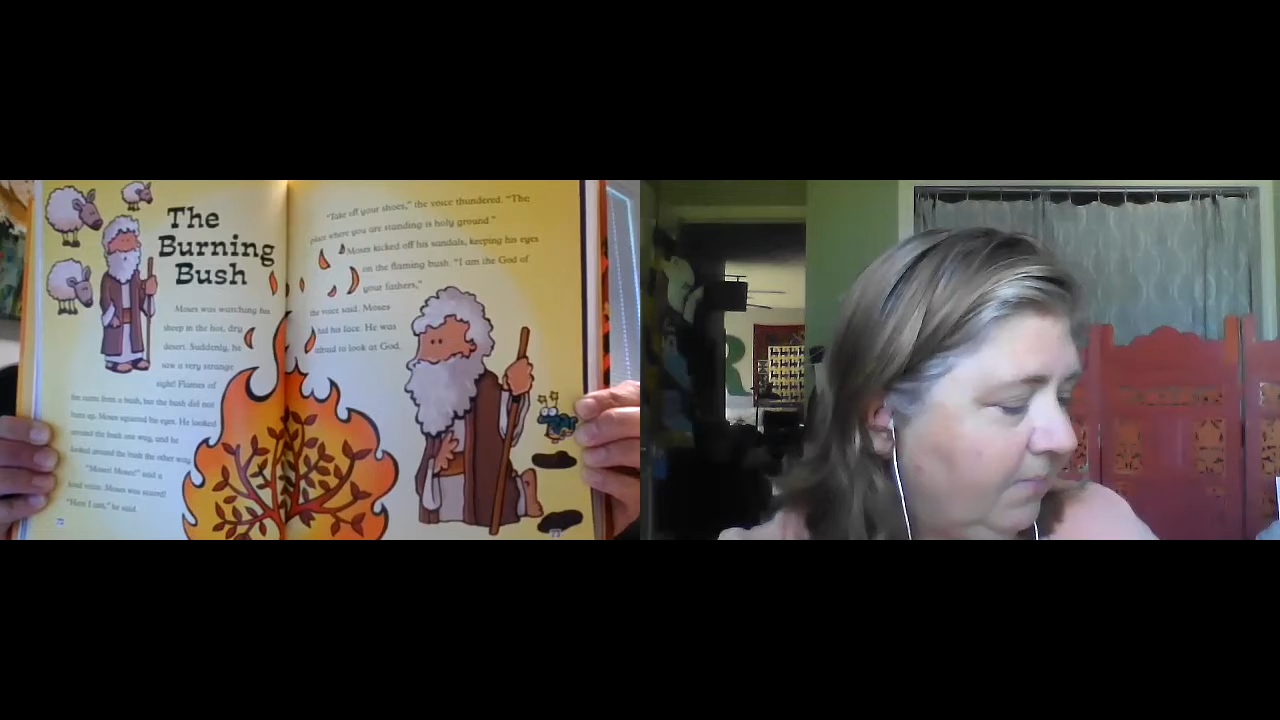 The
Burning
Bush
Moses was watching his
sheep in the hot, dry
desert. Suddenly, he
saw a very strange
sight! Flames of
fire came from a bush, but the bush did not
burn up. Moses squinted his eyes. He looked
around the bush one way, and he
looked around the bush the other way.
"Moses! Moses!" said a
loud voice. Moses was scared!
"Here I am," he said.
72
"Take off your shoes," the voice thundered. "The
place where you are standing is holy ground."
Moses kicked off his sandals, keeping his eyes
on the flaming bush. "I am the God of
your fathers,"
the voice said. Moses
hid his face. He was
afraid to look at God.
73
R